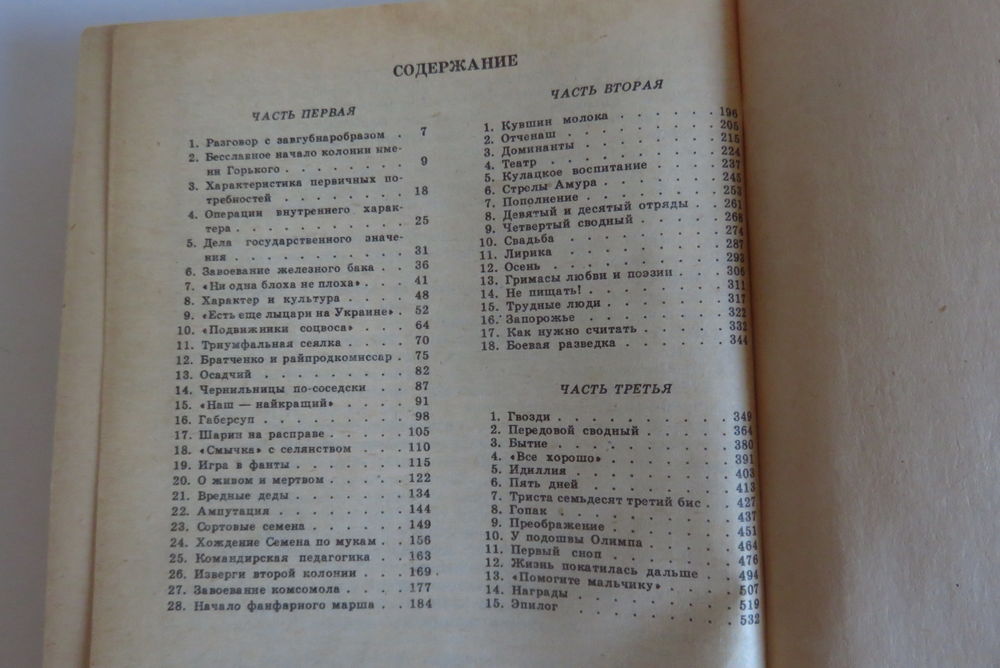 СОДЕРЖАНИЕ
ЧАСТЬ ПЕРВАЯ
1. Разговор с завгубнаробразом . 7
2. Бесславное начало колонии име-
ни Горького . . . . . . . . 9
3. Характеристика первичных по-
требностей . . . . . . . . 18
4. Операции внутреннего харак-
тера . . . . . . . . . . . 25
5. Дела государственного значе-
ния . . . . . . . . . . . 31
6. Завоевание железного бака . . 36
7. «Ни одна блоха не плоха» . . . 41
8. Характер и культура . . . . 48
9. «Есть еще лыцари на Украине» . 52
10. «Подвижники соцвоса» . . . . 64
11. Триумфальная сеялка . . . . 70
12. Братченко и райпродкомиссар . 75
13. Осадчий . . . . . . . . . 82
14. Чернильницы по-соседски . . 87
15. «Наш — найкращий» . . . . 91
16. Габерсуп . . . . . . . . . 98
17. Шарин на расправе . . . . . 105
18. «Смычка» с селянством . . . 110
19. Игра в фанты . . . . . . . 115
20. О живом и мертвом . . . . . 122
21. Вредные деды . . . . . . . 134
22. Ампутация . . . . . . . . 144
23. Сортовые семена . . . . . . 149
24. Хождение Семена по мукам . . 156
25. Командирская педагогика . . 163
26. Изверги второй колонии . . . 169
27. Завоевание комсомола . . . . 177
28. Начало фанфарного марша . . 184
ЧАСТЬ ВТОРАЯ
1. Кувшин молока . . . . . . 196
2. Отченаш . . . . . . . . . 205
3. Доминанты . . . . . . . . 215
4. Театр . . . . . . . . . . 224
5. Кулацкое воспитание . . . . 237
6. Стрелы Амура . . . . . . . 245
7. Пополнение . . . . . . . . 253
8. Девятый и десятый отряды . . 261
9. Четвертый сводный . . . . . 268
10. Свадьба . . . . . . . . . 274
11. Лирика . . . . . . . . . 287
12. Осень . . . . . . . . . . 293
13. Гримасы любви и поэзии . . . 306
14. Не пищать! . . . . . . . . 311
15. Трудные люди . . . . . . . 317
16. Запорожье . . . . . . . . 322
17. Как нужно считать . . . . . 332
18. Боевая разведка . . . . . . 344
ЧАСТЬ ТРЕТЬЯ
1. Гвозди . . . . . . . . . . 349
2. Передовой сводный . . . . . 364
3. Бытие . . . . . . . . . . 380
4. «Все хорошо» . . . . . . . 391
5. Идиллия . . . . . . . . . 403
6. Пять дней . . . . . . . . 413
7. Триста семьдесят третий бис . . 427
8. Гопак . . . . . . . . . . 437
9. Преображение . . . . . . . 451
10. У подошвы Олимпа . . . . . 464
11. Первый сноп . . . . . . . 476
12. Жизнь покатилась дальше . . 494
13. «Помогите мальчику» . . . . 507
14. Награды . . . . . . . . . 519
15. Эпилог . . . . . . . . . . 532